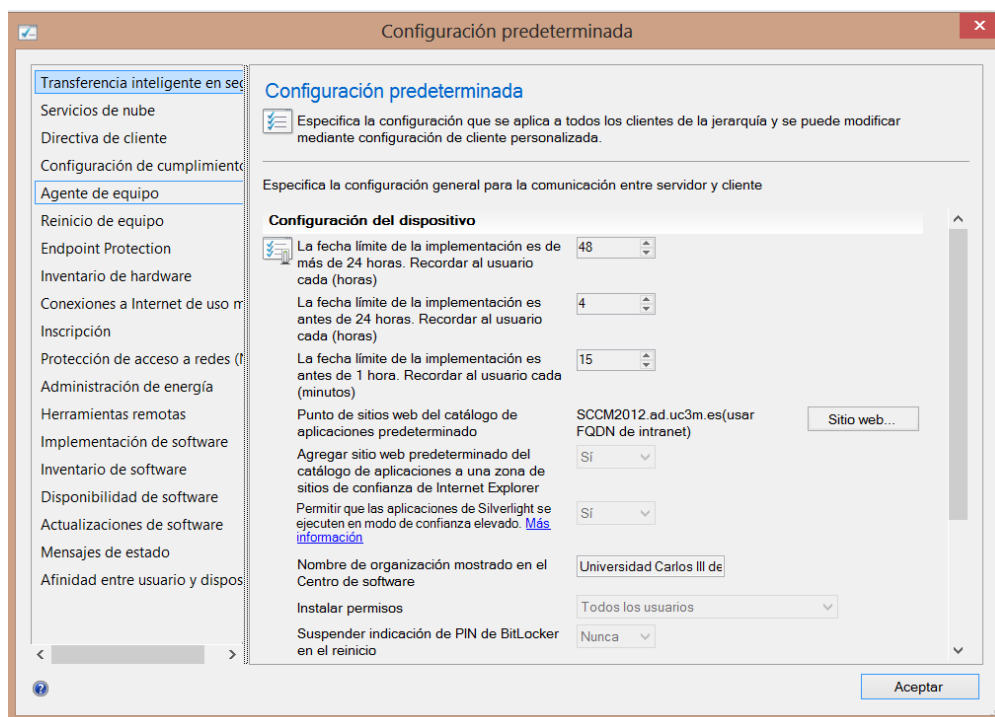 Configuración predeterminada
Transferencia inteligente en seg
Servicios de nube
Directiva de cliente
Configuración de cumplimiento
Agente de equipo
Reinicio de equipo
Endpoint Protection
Inventario de hardware
Conexiones a Internet de uso m
Inscripción
Protección de acceso a redes (N
Administración de energía
Herramientas remotas
Implementación de software
Inventario de software
Disponibilidad de software
Actualizaciones de software
Mensajes de estado
Afinidad entre usuario y dispos
Configuración predeterminada
Especifica la configuración que se aplica a todos los clientes de la jerarquía y se puede modificar
mediante configuración de cliente personalizada.
Especifica la configuración general para la comunicación entre servidor y cliente
Configuración del dispositivo
La fecha límite de la implementación es de 48
más de 24 horas. Recordar al usuario
cada (horas)
La fecha límite de la implementación es 4
antes de 24 horas. Recordar al usuario
cada (horas)
La fecha límite de la implementación es 15
antes de 1 hora. Recordar al usuario cada
(minutos)
Punto de sitios web del catálogo de SCCM2012.ad.uc3m.es(usar Sitio web...
aplicaciones predeterminado FQDN de intranet)
Agregar sitio web predeterminado del Sí
catálogo de aplicaciones a una zona de
sitios de confianza de Internet Explorer
Permitir que las aplicaciones de Silverlight se Sí
ejecuten en modo de confianza elevado. Más
información
Nombre de organización mostrado en el Universidad Carlos III de
Centro de software
Instalar permisos Todos los usuarios
Suspender indicación de PIN de BitLocker Nunca
en el reinicio
Aceptar